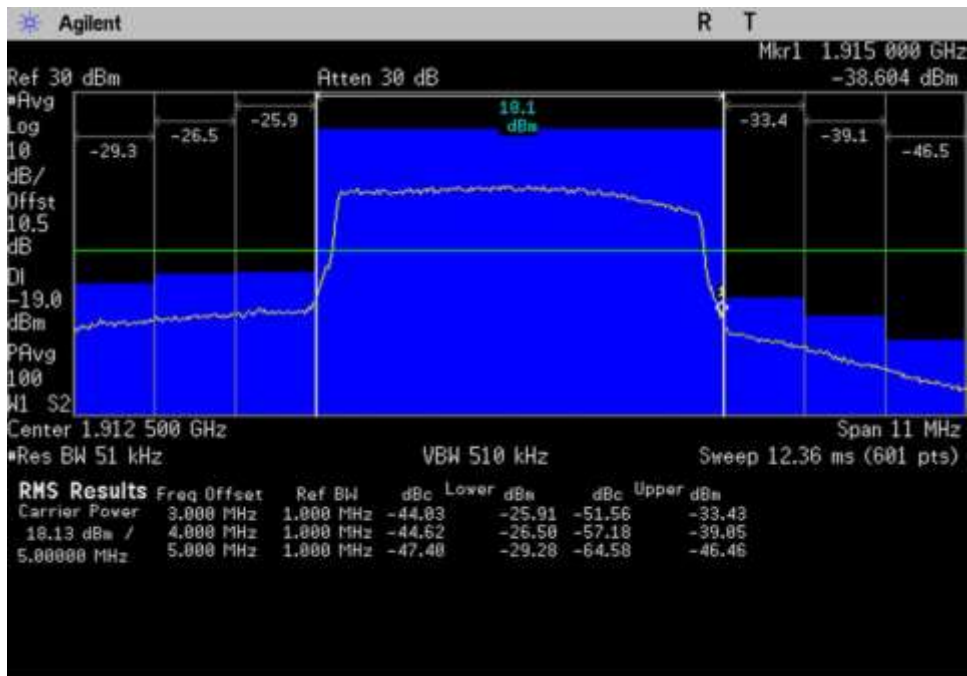 Agilent R T
Mkr1 1.915 000 GHz
Ref 30 dBm Atten 30 dB -38.604 dBm
Avg
Log
10
dB/
Offst
10.5
dB
DI
-19.0
dBm
PAvg
100
W1 S2
18.1
dBm
-29.3 -26.5 -25.9 -33.4 -39.1 -46.5
1
Center 1.912 500 GHz Span 11 MHz
Res BW 51 kHz VBW 510 kHz Sweep 12.36 ms (601 pts)
RMS Results Freq Offset Ref BW dBc Lower dBm dBc Upper dBm
Carrier Power 3.000 MHz 1.000 MHz -44.03 -25.91 -51.56 -33.43
18.13 dBm / 4.000 MHz 1.000 MHz -44.62 -26.50 -57.18 -39.05
5.00000 MHz 5.000 MHz 1.000 MHz -47.40 -29.28 -64.58 -46.46